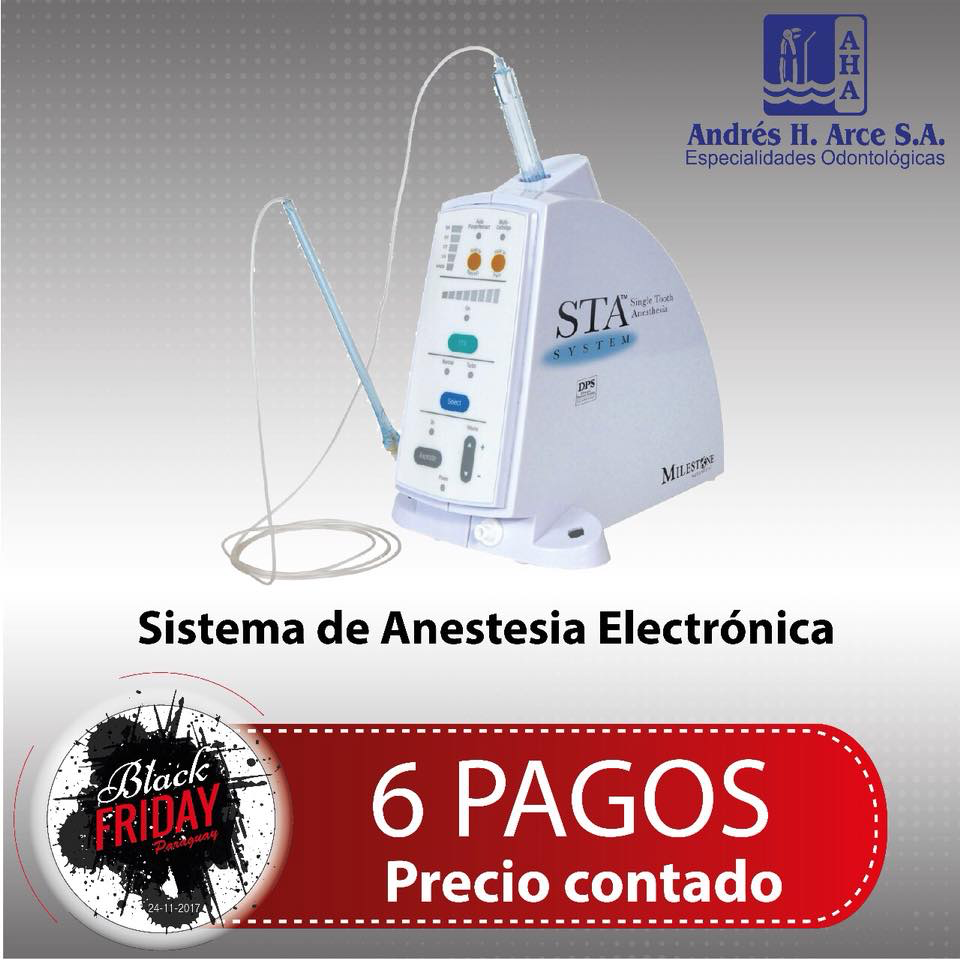 AHA
Andrés H. Arce S.A.
Especialidades Odontológicas
STA™
Single Tooth
Anesthesia
SYSTEM
DPS
Select
MILESTONE
Sistema de Anestesia Electrónica
Black
FRIDAY
Paraguay
24-11-2017
6 PAGOS
Precio contado